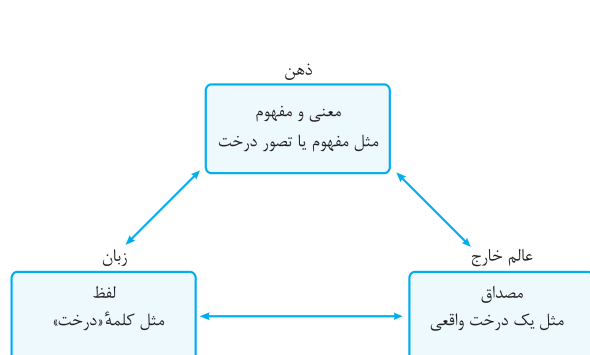 ذهن
معنی و مفهوم
مثل مفهوم یا تصور درخت
عالم خارج
مصداق
مثل یک درخت واقعی
زبان
لفظ
مثل کلمهٔ «درخت»